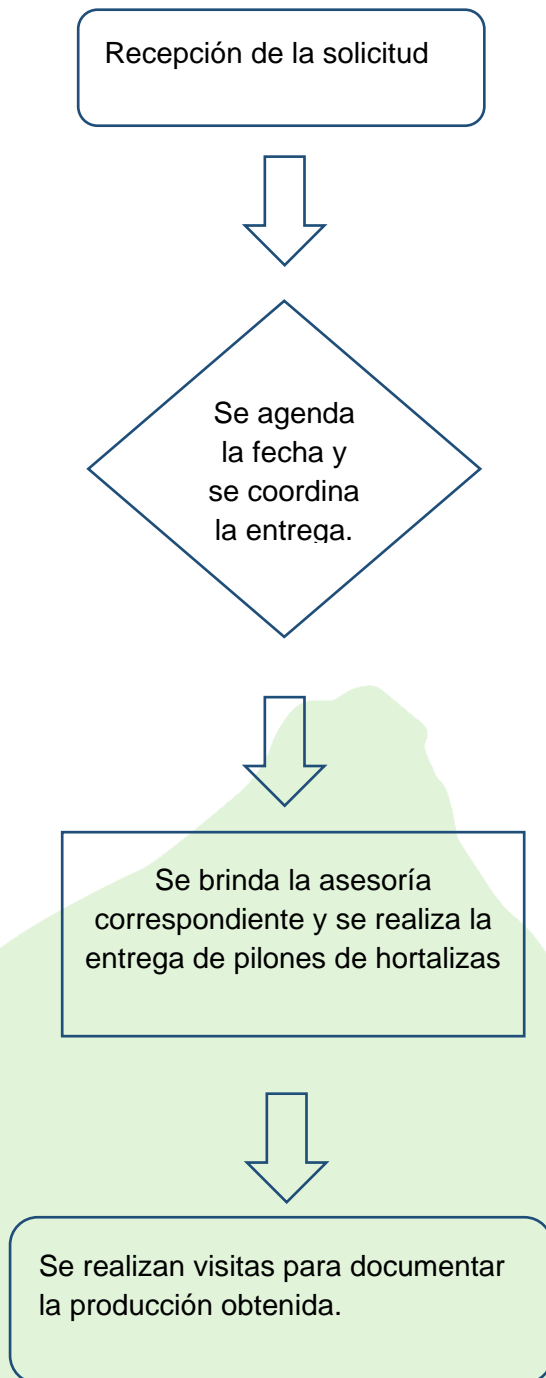 Recepción de la solicitud
Se agenda
la fecha y
se coordina
la entrega.
Se brinda la asesoría
correspondiente y se realiza la
entrega de pilones de hortalizas
Se realizan visitas para documentar
la producción obtenida.